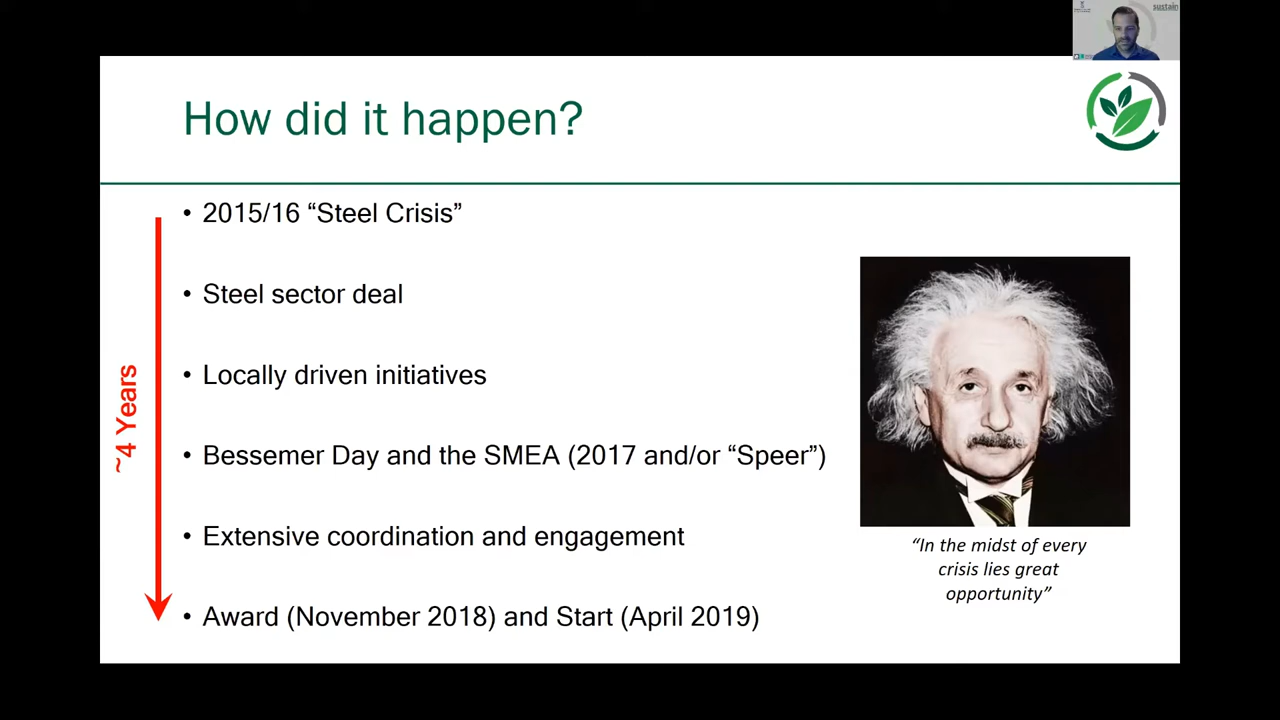 sustain
How did it happen?
• 2015/16 “Steel Crisis”
• Steel sector deal
• Locally driven initiatives
• Bessemer Day and the SMEA (2017 and/or “Speer”)
• Extensive coordination and engagement
• Award (November 2018) and Start (April 2019)
~4 Years
“In the midst of every
crisis lies great
opportunity”